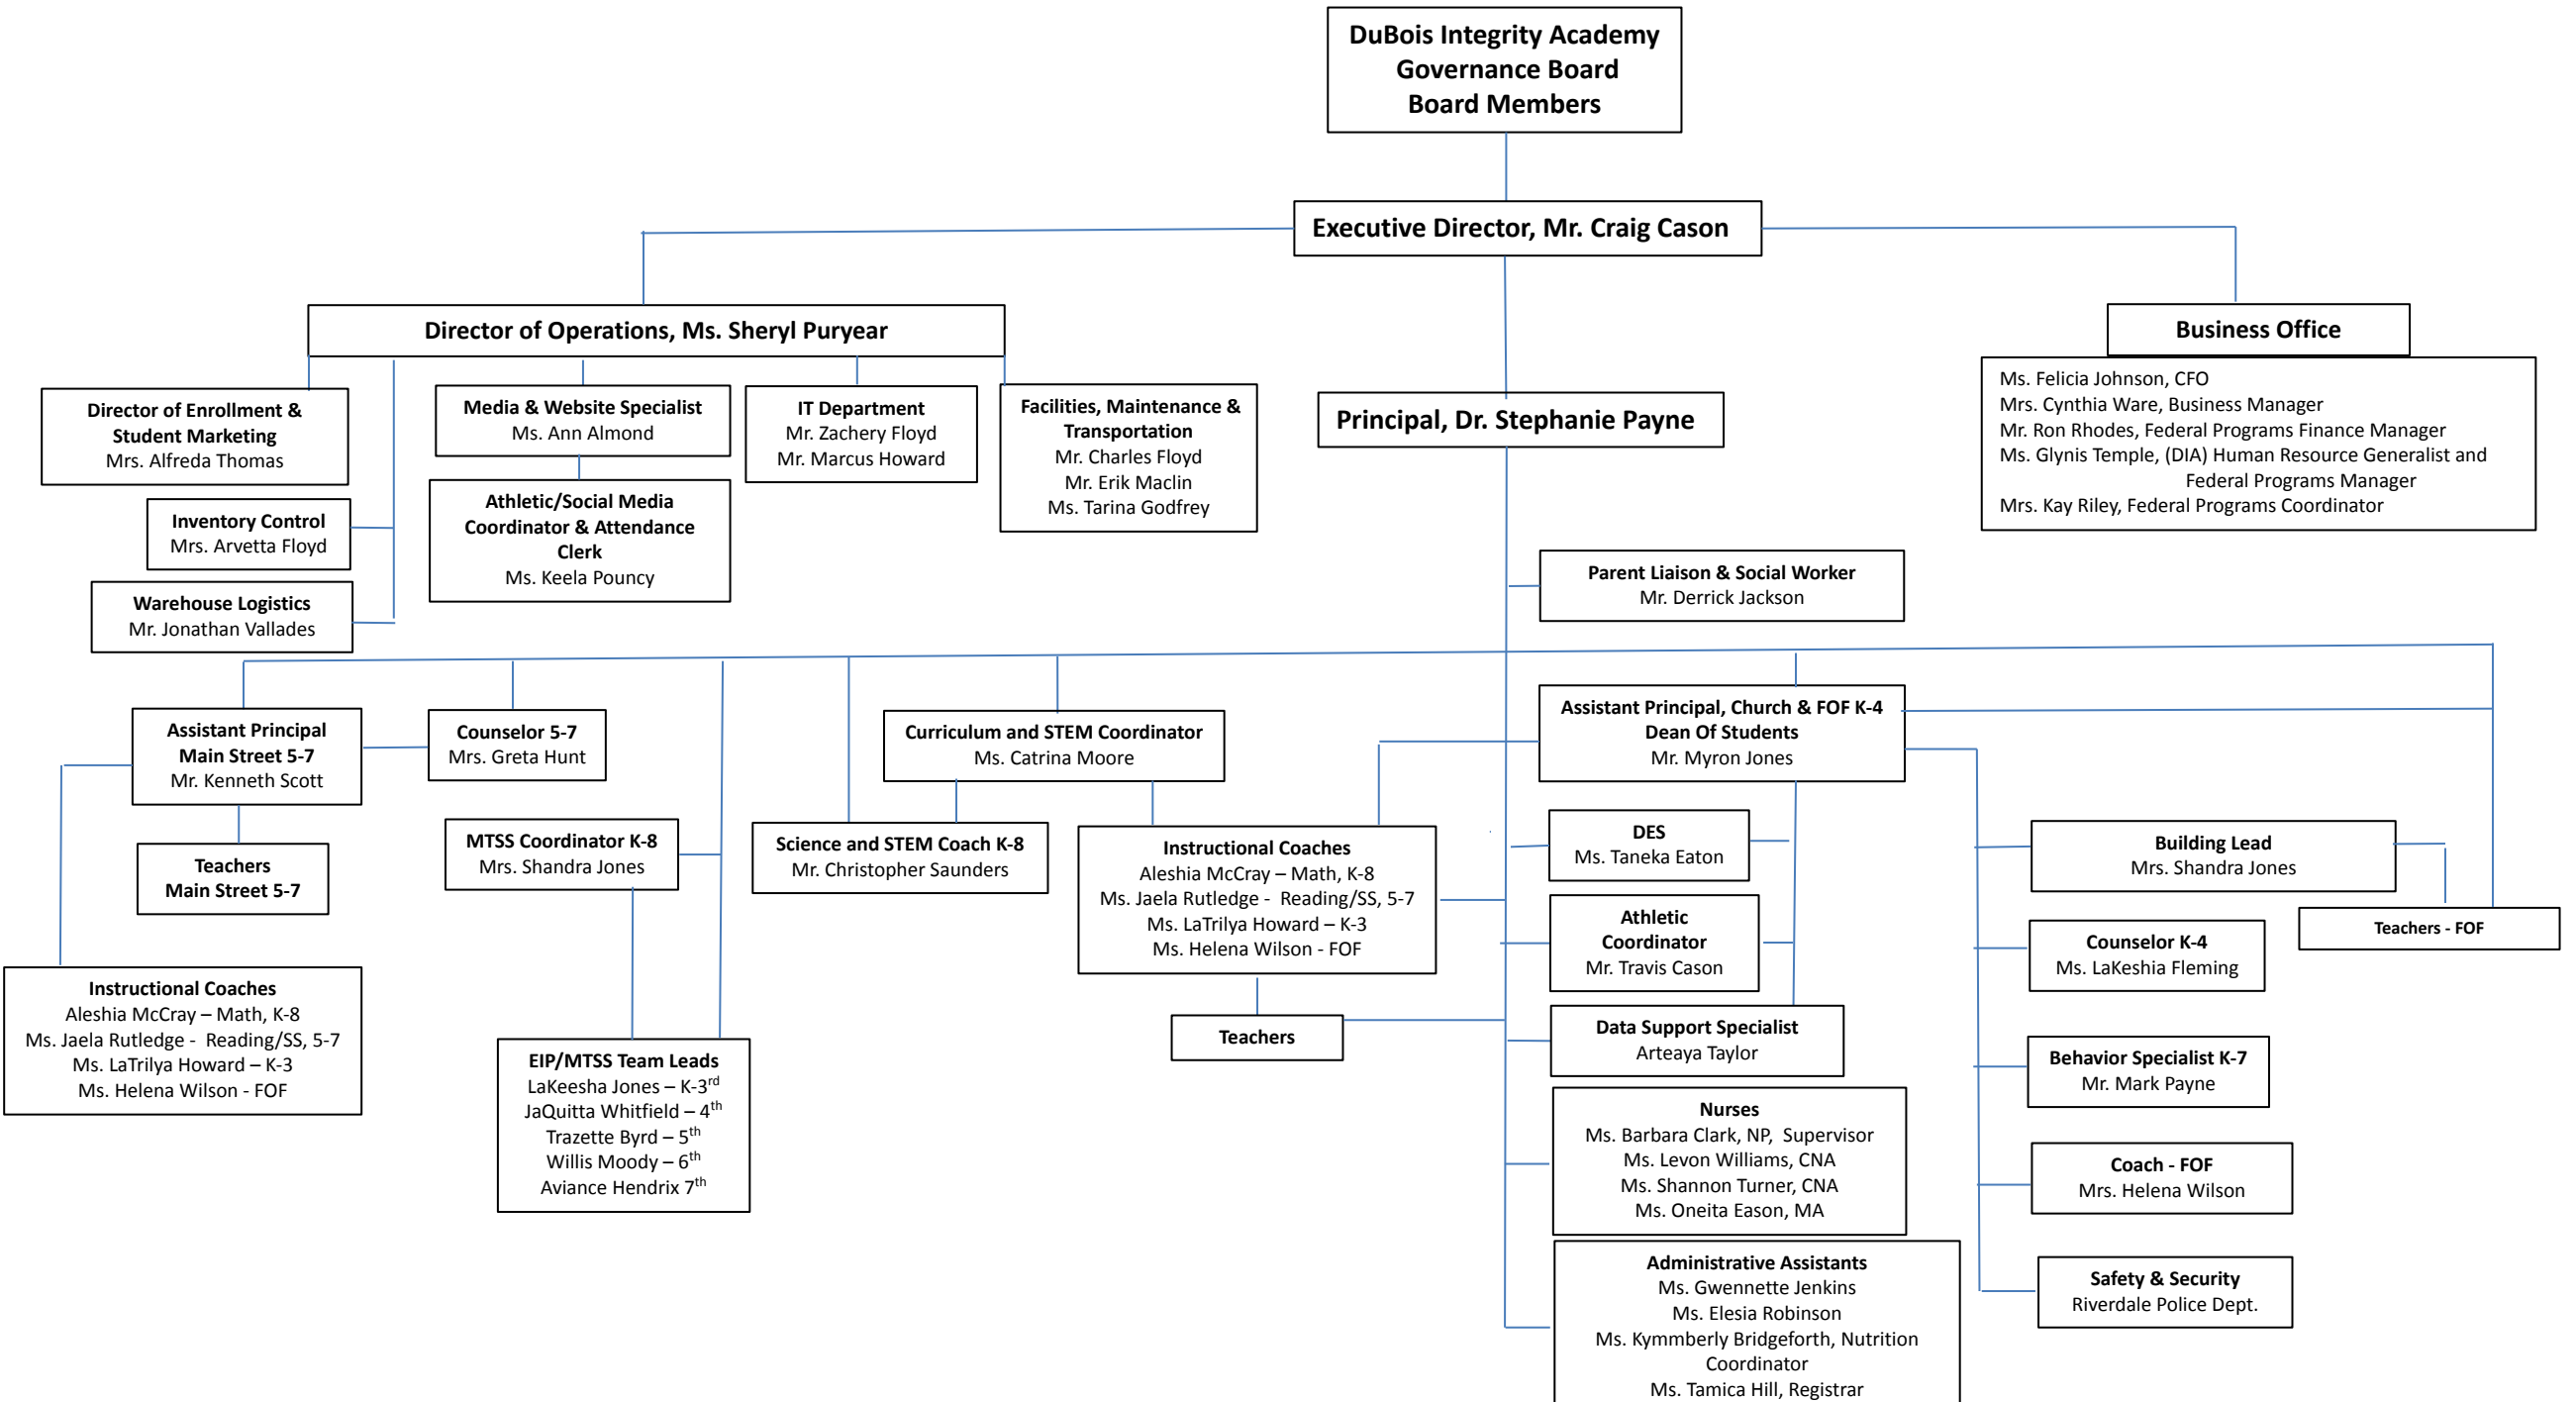 DuBois Integrity Academy
Governance Board
Board Members
Executive Director, Mr. Craig Cason
Director of Operations, Ms. Sheryl Puryear
Business Office
Ms. Felicia Johnson, CFO
Mrs. Cynthia Ware, Business Manager
Mr. Ron Rhodes, Federal Programs Finance Manager
Ms. Glynis Temple, (DIA) Human Resource Generalist and
Federal Programs Manager
Mrs. Kay Riley, Federal Programs Coordinator
Director of Enrollment &
Student Marketing
Mrs. Alfreda Thomas
Media & Website Specialist
Ms. Ann Almond
IT Department
Mr. Zachery Floyd
Mr. Marcus Howard
Facilities, Maintenance &
Transportation
Mr. Charles Floyd
Mr. Erik Maclin
Ms. Tarina Godfrey
Principal, Dr. Stephanie Payne
Inventory Control
Mrs. Arvetta Floyd
Athletic/Social Media
Coordinator & Attendance
Clerk
Ms. Keela Pouncy
Warehouse Logistics
Mr. Jonathan Vallades
Parent Liaison & Social Worker
Mr. Derrick Jackson
Assistant Principal
Main Street 5-7
Mr. Kenneth Scott
Counselor 5-7
Mrs. Greta Hunt
Curriculum and STEM Coordinator
Ms. Catrina Moore
Assistant Principal, Church & FOF K-4
Dean Of Students
Mr. Myron Jones
Teachers
Main Street 5-7
MTSS Coordinator K-8
Mrs. Shandra Jones
Science and STEM Coach K-8
Mr. Christopher Saunders
Instructional Coaches
Aleshia McCray – Math, K-8
Ms. Jaela Rutledge - Reading/SS, 5-7
Ms. LaTrilya Howard – K-3
Ms. Helena Wilson - FOF
DES
Ms. Taneka Eaton
Building Lead
Mrs. Shandra Jones
Athletic
Coordinator
Mr. Travis Cason
Teachers - FOF
Counselor K-4
Ms. LaKeshia Fleming
Instructional Coaches
Aleshia McCray – Math, K-8
Ms. Jaela Rutledge - Reading/SS, 5-7
Ms. LaTrilya Howard – K-3
Ms. Helena Wilson - FOF
Teachers
Data Support Specialist
Arteaya Taylor
EIP/MTSS Team Leads
LaKeesha Jones – K-3rd
JaQuitta Whitfield – 4th
Trazette Byrd – 5th
Willis Moody – 6th
Aviance Hendrix 7th
Behavior Specialist K-7
Mr. Mark Payne
Nurses
Ms. Barbara Clark, NP, Supervisor
Ms. Levon Williams, CNA
Ms. Shannon Turner, CNA
Ms. Oneita Eason, MA
Coach - FOF
Mrs. Helena Wilson
Administrative Assistants
Ms. Gwennette Jenkins
Ms. Elesia Robinson
Ms. Kymmberly Bridgeforth, Nutrition
Coordinator
Ms. Tamica Hill, Registrar
Safety & Security
Riverdale Police Dept.